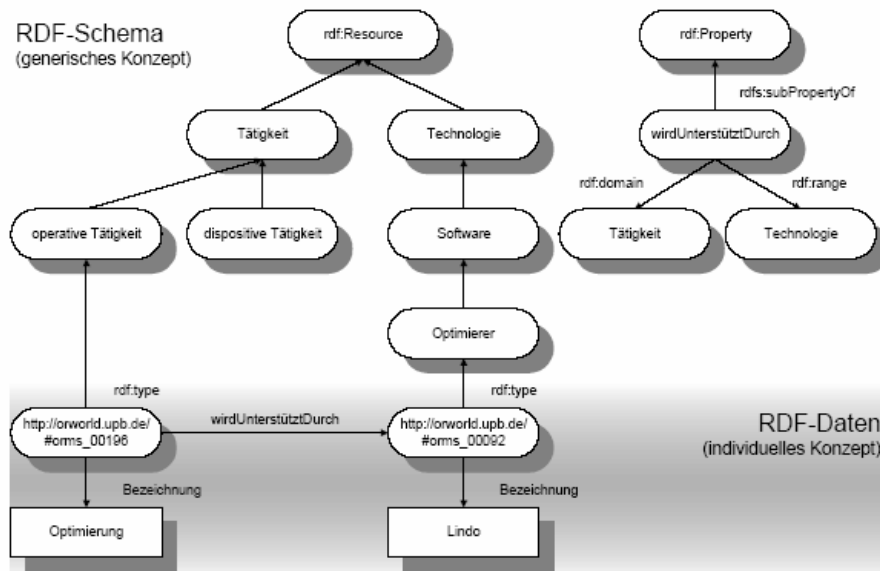 RDF-Schema
(generisches Konzept)
rdf:Resource
rdf:Property
rdfs:subPropertyOf
Tätigkeit
Technologie
wirdUnterstütztDurch
rdf:domain
rdf:range
operative Tätigkeit
dispositive Tätigkeit
Software
Tätigkeit
Technologie
Optimierer
rdf:type
rdf:type
http://orworld.upb.de/
#orms_00196
wirdUnterstütztDurch
http://orworld.upb.de/
#orms_00092
RDF-Daten
(individuelles Konzept)
Bezeichnung
Bezeichnung
Optimierung
Lindo